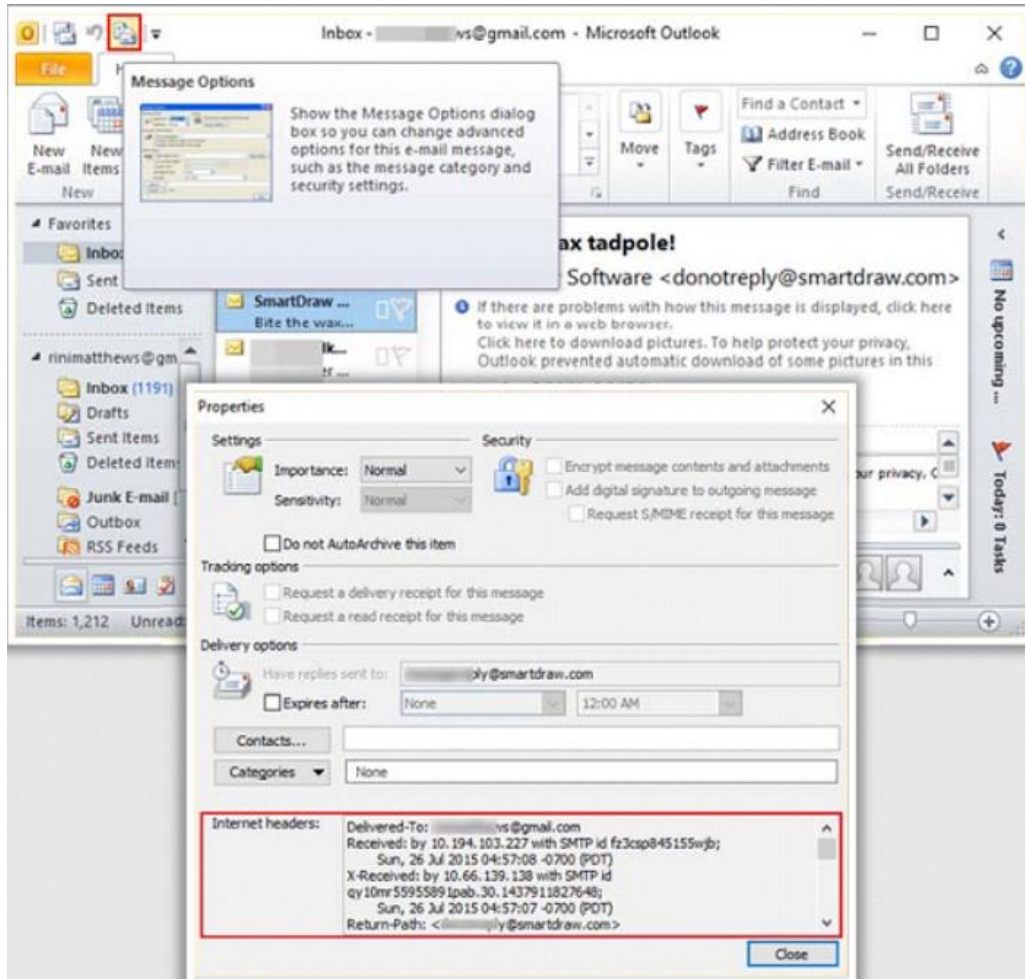 Inbox - vs@gmail.com - Microsoft Outlook
File
Message Options
Show the Message Options dialog
box so you can change advanced
options for this e-mail message,
such as the message category and
security settings.
New
E-mail
New
Items
New
Move
Tags
Find a Contact
Address Book
Filter E-mail
Find
Send/Receive
All Folders
Send/Receive
Favorites
Inbo
Sent
Deleted Items
rinimatthews@gm
Inbox (1191)
Drafts
Sent Items
Deleted Item
Junk E-mail [
Outbox
RSS Feeds
Items: 1,212 Unread
SmartDraw ...
Bite the wax...
ax tadpole!
Software <donotreply@smartdraw.com>
If there are problems with how this message is displayed, click here
to view it in a web browser.
Click here to download pictures. To help protect your privacy,
Outlook prevented automatic download of some pictures in this
ur privacy, O
No upcoming ...
Today: 0 Tasks
Properties
Settings
Importance: Normal
Sensitivity: Normal
Do not AutoArchive this item
Security
Encrypt message contents and attachments
Add digital signature to outgoing message
Request S/MIME receipt for this message
Tracking options
Request a delivery receipt for this message
Request a read receipt for this message
Delivery options
Have replies sent to: ply@smartdraw.com
Expires after: None 12:00 AM
Contacts...
Categories None
Internet headers:
Delivered-To: vs@gmail.com
Received: by 10.194.103.227 with SMTP id fz3csp845155wjb;
Sun, 26 Jul 2015 04:57:08 -0700 (PDT)
X-Received: by 10.66.139.138 with SMTP id
qy10mr5595589 1pab.30.1437911827648;
Sun, 26 Jul 2015 04:57:07 -0700 (PDT)
Return-Path: < y@smartdraw.com>
Close